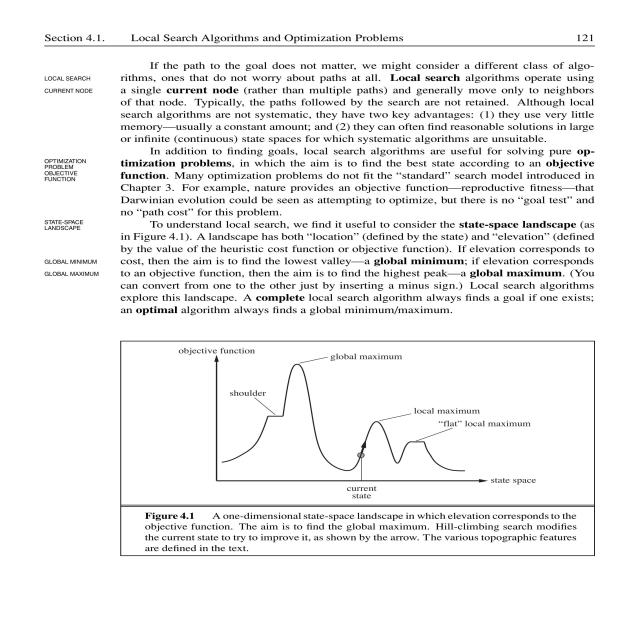 Section 4.1. Local Search Algorithms and Optimization Problems 121
If the path to the goal does not matter, we might consider a different class of algo-
LOCAL SEARCH
rithms, ones that do not worry about paths at all. Local search algorithms operate using
CURRENT NODE
a single current node (rather than multiple paths) and generally move only to neighbors
of that node. Typically, the paths followed by the search are not retained. Although local
search algorithms are not systematic, they have two key advantages: (1) they use very little
memory—usually a constant amount; and (2) they can often find reasonable solutions in large
or infinite (continuous) state spaces for which systematic algorithms are unsuitable.
In addition to finding goals, local search algorithms are useful for solving pure op-
OPTIMIZATION
PROBLEM
timization problems, in which the aim is to find the best state according to an objective
OBJECTIVE
FUNCTION
function. Many optimization problems do not fit the “standard” search model introduced in
Chapter 3. For example, nature provides an objective function—reproductive fitness—that
Darwinian evolution could be seen as attempting to optimize, but there is no “goal test” and
no “path cost” for this problem.
STATE-SPACE
LANDSCAPE
To understand local search, we find it useful to consider the state-space landscape (as
in Figure 4.1). A landscape has both “location” (defined by the state) and “elevation” (defined
by the value of the heuristic cost function or objective function). If elevation corresponds to
GLOBAL MINIMUM
cost, then the aim is to find the lowest valley—a global minimum; if elevation corresponds
GLOBAL MAXIMUM
to an objective function, then the aim is to find the highest peak—a global maximum. (You
can convert from one to the other just by inserting a minus sign.) Local search algorithms
explore this landscape. A complete local search algorithm always finds a goal if one exists;
an optimal algorithm always finds a global minimum/maximum.
objective function
global maximum
shoulder
local maximum
“flat” local maximum
state space
current
state
Figure 4.1 A one-dimensional state-space landscape in which elevation corresponds to the
objective function. The aim is to find the global maximum. Hill-climbing search modifies
the current state to try to improve it, as shown by the arrow. The various topographic features
are defined in the text.